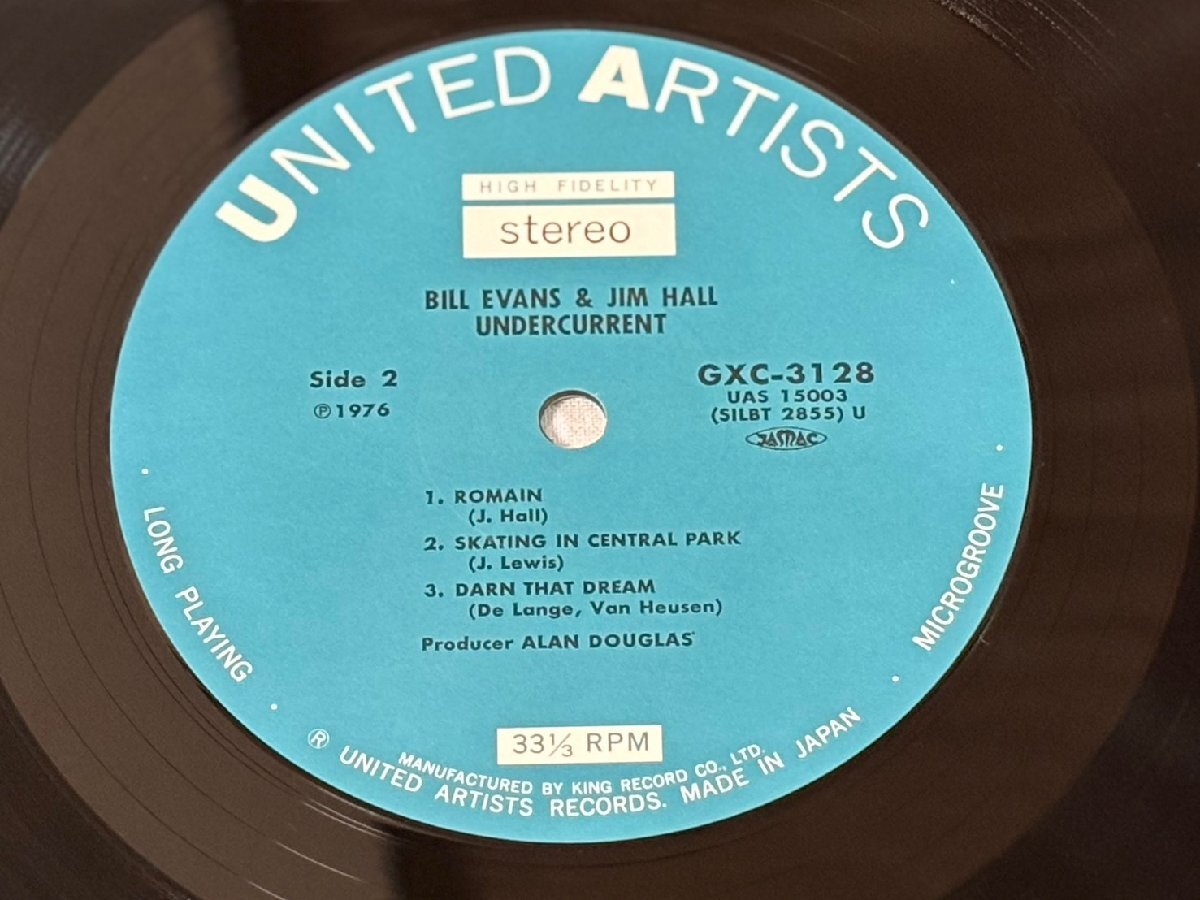 UNITED ARTISTS
HIGH FIDELITY
stereo
BILL EVANS & JIM HALL
UNDERCURRENT
Side 2
℗1976
GXC-3128
UAS 15003
(SILBT 2855) U
JASRAC
1. ROMAIN
(J. Hall)
2. SKATING IN CENTRAL PARK
(J. Lewis)
3. DARN THAT DREAM
(De Lange, Van Heusen)
Producer ALAN DOUGLAS
33⅓ RPM
LONG PLAYING
MICROGROOVE
MANUFACTURED BY KING RECORD CO., LTD.
® UNITED ARTISTS RECORDS. MADE IN JAPAN